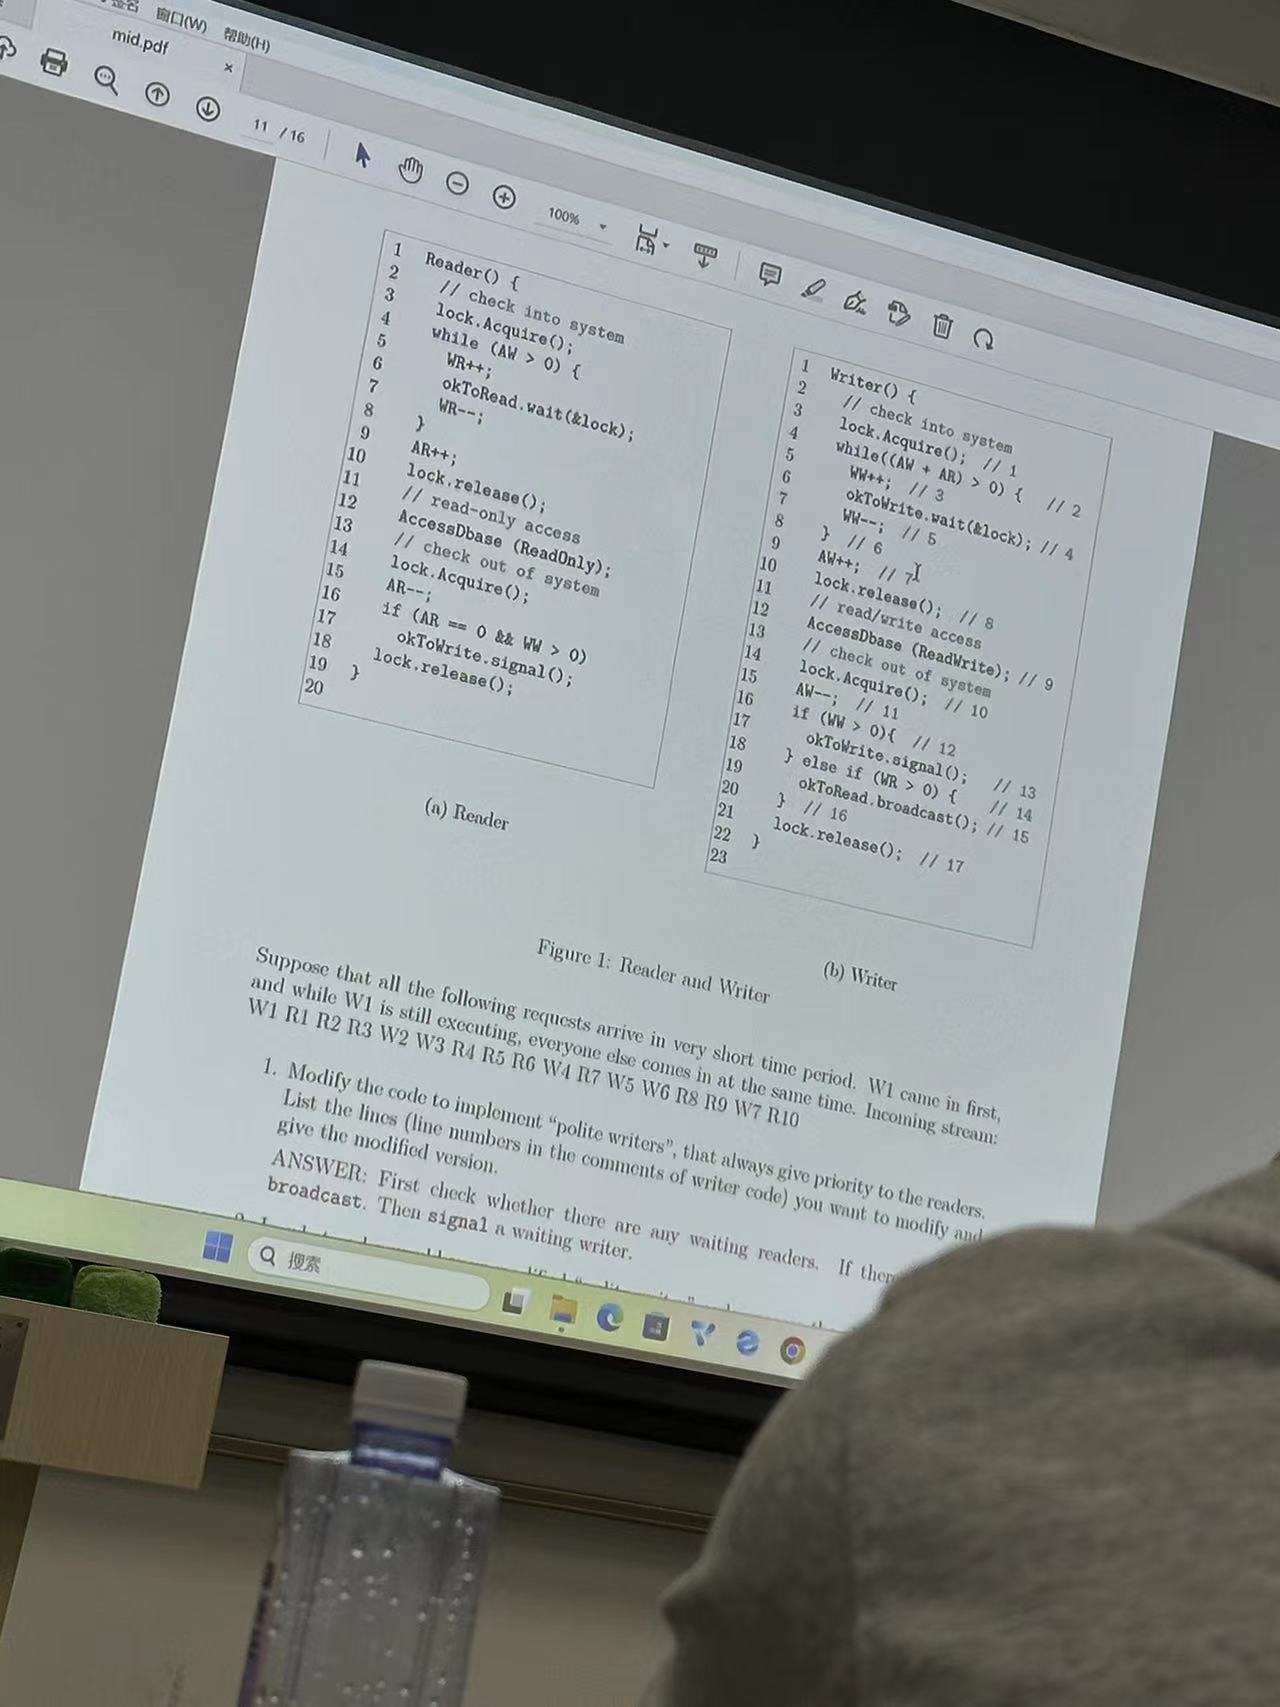 窗口(W) 帮助(H)
mid.pdf ×
11 / 16
100%
1 Reader() {
2 // check into system
3 lock.Acquire();
4 while (AW > 0) {
5 WR++;
6 okToRead.wait(&lock);
7 WR--;
8 }
9 AR++;
10 lock.release();
11 // read-only access
12 AccessDbase (ReadOnly);
13 // check out of system
14 lock.Acquire();
15 AR--;
16 if (AR == 0 && WW > 0)
17 okToWrite.signal();
18 lock.release();
19 }
20
(a) Reader
1 Writer() {
2 // check into system
3 lock.Acquire(); // 1
4 while((AW + AR) > 0) { // 2
5 WW++; // 3
6 okToWrite.wait(&lock); // 4
7 WW--; // 5
8 } // 6
9 AW++; // 7
10 lock.release(); // 8
11 // read/write access
12 AccessDbase (ReadWrite); // 9
13 // check out of system
14 lock.Acquire(); // 10
15 AW--; // 11
16 if (WW > 0){ // 12
17 okToWrite.signal(); // 13
18 } else if (WR > 0) { // 14
19 okToRead.broadcast(); // 15
20 } // 16
21 lock.release(); // 17
22 }
23
(b) Writer
Figure 1: Reader and Writer
Suppose that all the following requests arrive in very short time period. W1 came in first,
and while W1 is still executing, everyone else comes in at the same time. Incoming stream:
W1 R1 R2 R3 W2 W3 R4 R5 R6 W4 R7 W5 W6 R8 R9 W7 R10
1. Modify the code to implement “polite writers”, that always give priority to the readers.
List the lines (line numbers in the comments of writer code) you want to modify and
give the modified version.
ANSWER: First check whether there are any waiting readers. If
broadcast. Then signal a waiting writer.
搜索